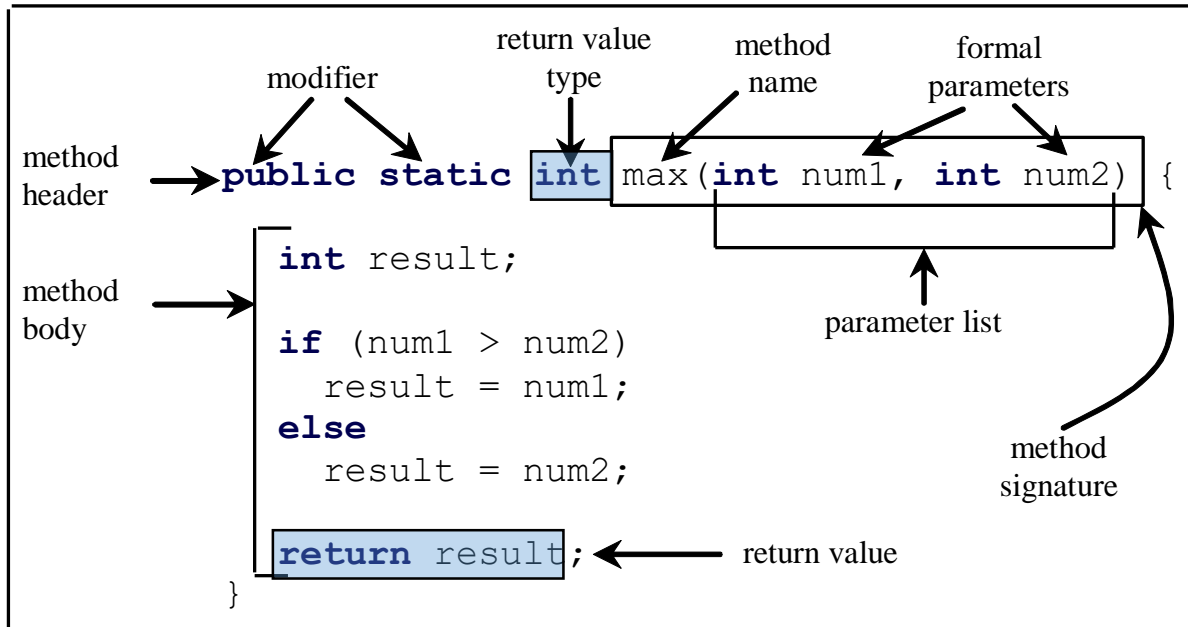 return value
type
method
name
formal
parameters
modifier
method
header
public static int max(int num1, int num2) {
int result;
method
body
parameter list
if (num1 > num2)
result = num1;
else
result = num2;
method
signature
return result;
return value
}